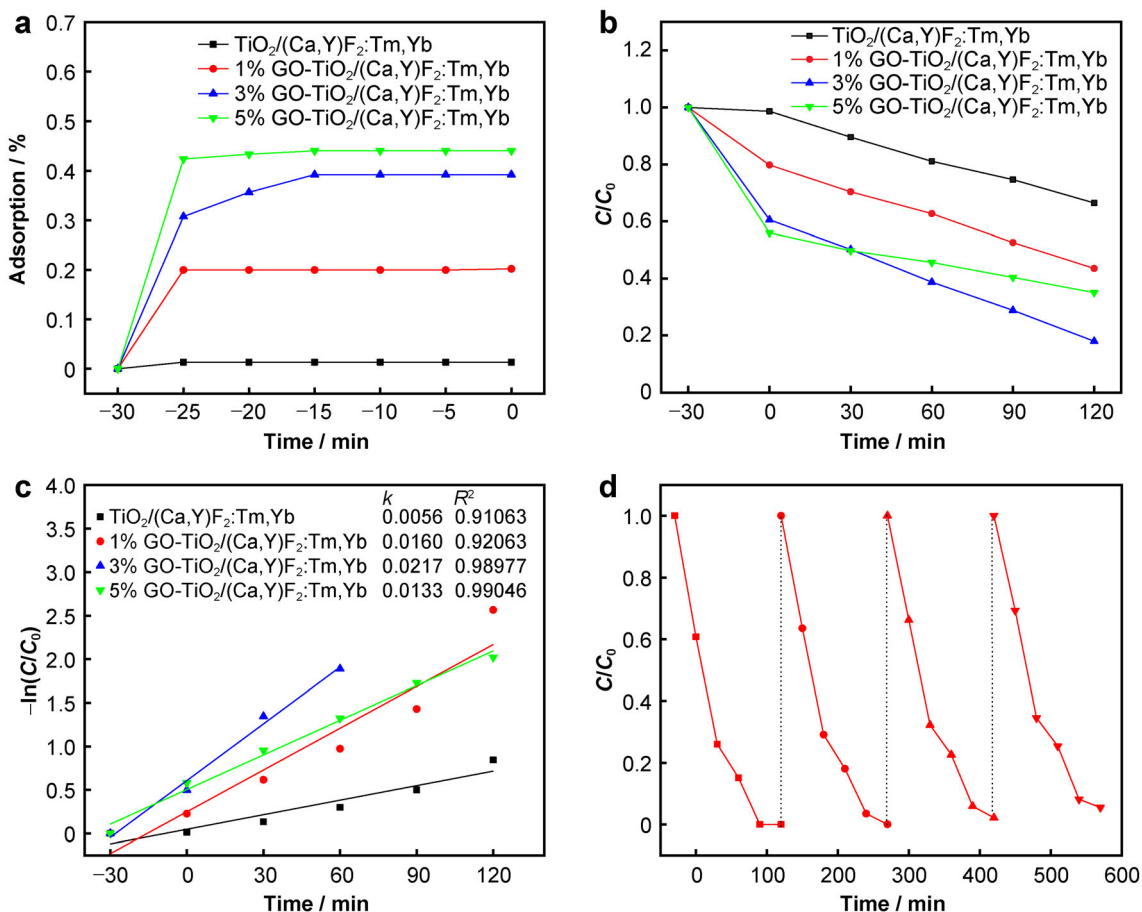 a
0.7
0.6
0.5
0.4
0.3
0.2
0.1
0
Adsorption / %
TiO₂/(Ca,Y)F₂:Tm,Yb
1% GO-TiO₂/(Ca,Y)F₂:Tm,Yb
3% GO-TiO₂/(Ca,Y)F₂:Tm,Yb
5% GO-TiO₂/(Ca,Y)F₂:Tm,Yb
−30 −25 −20 −15 −10 −5 0
Time / min
b
1.2
1.0
0.8
0.6
0.4
0.2
0
C/C₀
TiO₂/(Ca,Y)F₂:Tm,Yb
1% GO-TiO₂/(Ca,Y)F₂:Tm,Yb
3% GO-TiO₂/(Ca,Y)F₂:Tm,Yb
5% GO-TiO₂/(Ca,Y)F₂:Tm,Yb
−30 0 30 60 90 120
Time / min
c
4.0
3.5
3.0
2.5
2.0
1.5
1.0
0.5
0
−ln(C/C₀)
k R²
TiO₂/(Ca,Y)F₂:Tm,Yb 0.0056 0.91063
1% GO-TiO₂/(Ca,Y)F₂:Tm,Yb 0.0160 0.92063
3% GO-TiO₂/(Ca,Y)F₂:Tm,Yb 0.0217 0.98977
5% GO-TiO₂/(Ca,Y)F₂:Tm,Yb 0.0133 0.99046
−30 0 30 60 90 120
Time / min
d
1.0
0.8
0.6
0.4
0.2
0
C/C₀
0 100 200 300 400 500 600
Time / min